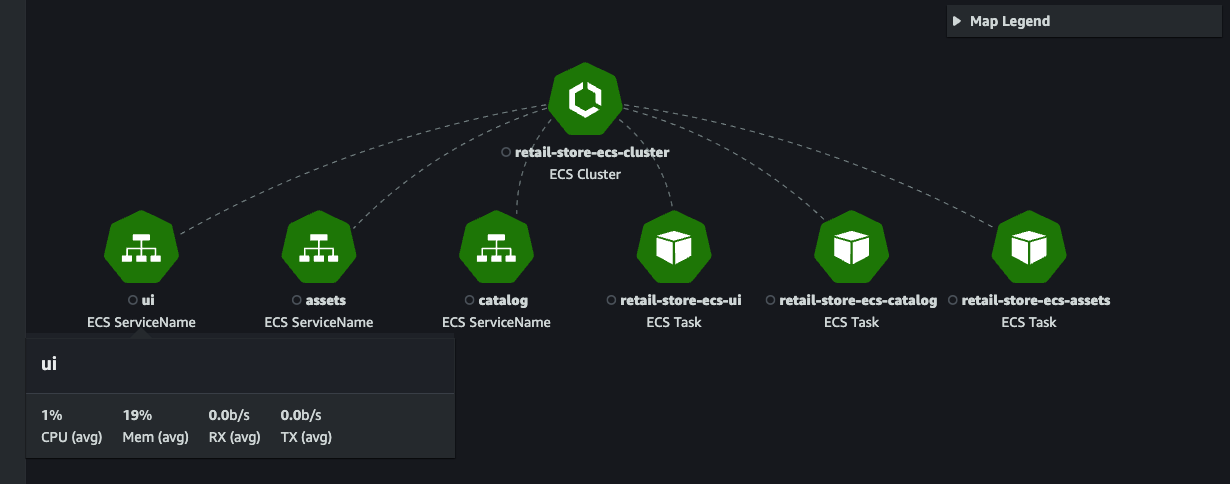 Map Legend
retail-store-ecs-cluster
ECS Cluster
ui
ECS ServiceName
assets
ECS ServiceName
catalog
ECS ServiceName
retail-store-ecs-ui
ECS Task
retail-store-ecs-catalog
ECS Task
retail-store-ecs-assets
ECS Task
ui
1% 19% 0.0b/s 0.0b/s
CPU (avg) Mem (avg) RX (avg) TX (avg)